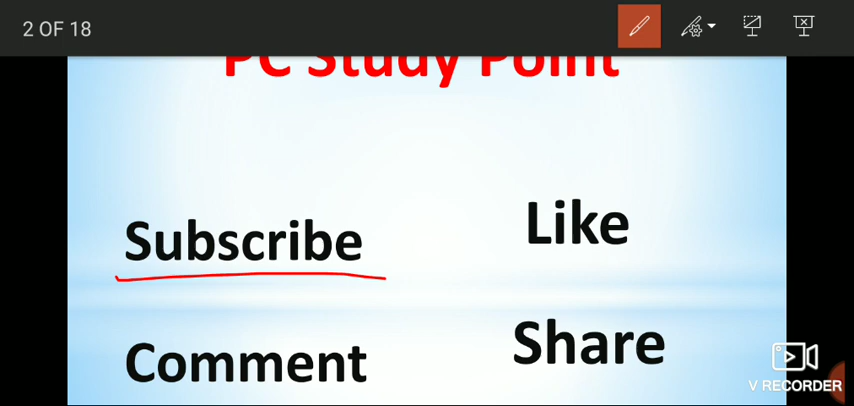 2 OF 18
PC Study Point
Subscribe
Like
Comment
Share
V RECORDER